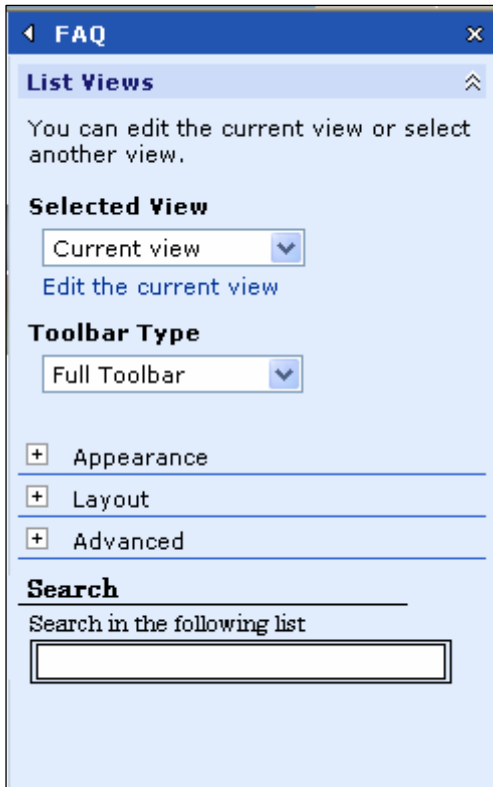 FAQ
List Views
You can edit the current view or select
another view.
Selected View
Current view
Edit the current view
Toolbar Type
Full Toolbar
Appearance
Layout
Advanced
Search
Search in the following list